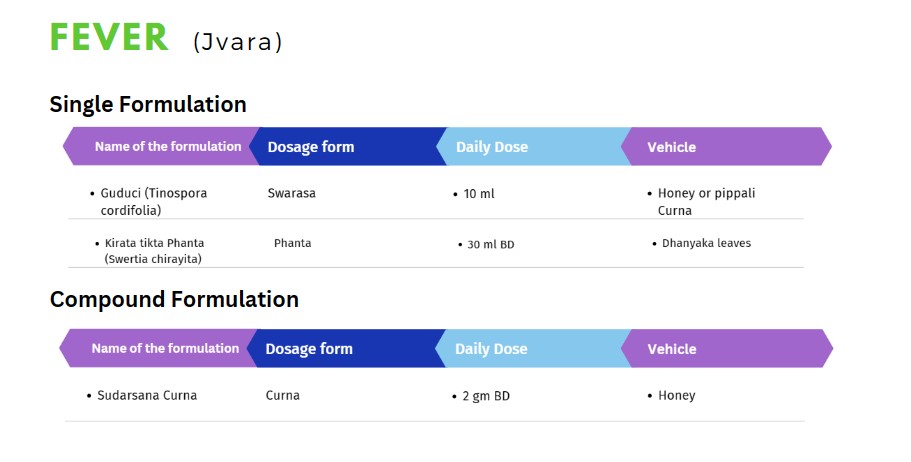 FEVER (Jvara)
Single Formulation
Name of the formulation Dosage form Daily Dose Vehicle
• Guduci (Tinospora Swarasa • 10 ml • Honey or pippali
cordifolia) Curna
• Kirata tikta Phanta Phanta • 30 ml BD • Dhanyaka leaves
(Swertia chirayita)
Compound Formulation
Name of the formulation Dosage form Daily Dose Vehicle
• Sudarsana Curna Curna • 2 gm BD • Honey